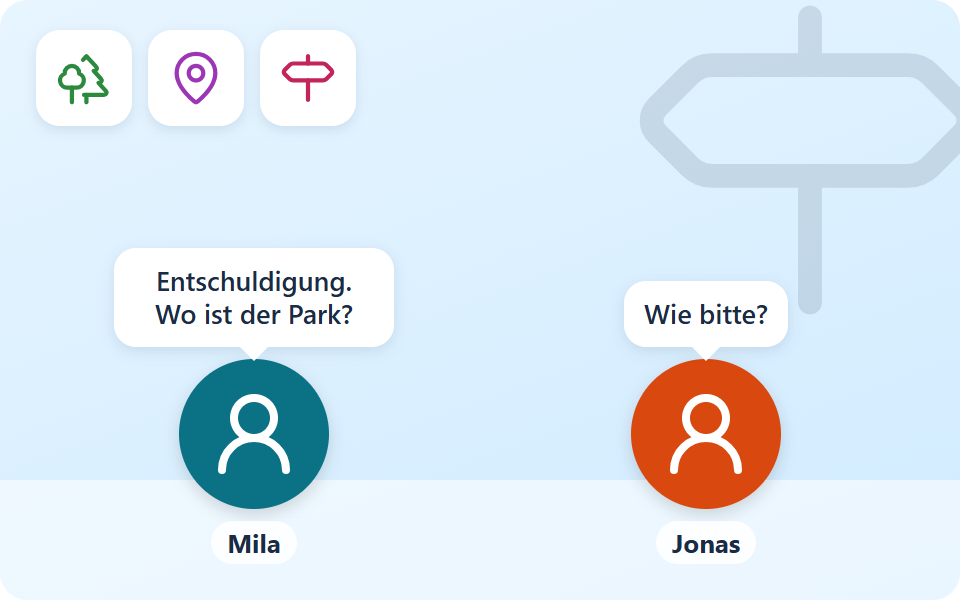 Entschuldigung.
Wo ist der Park?
Wie bitte?
Mila
Jonas